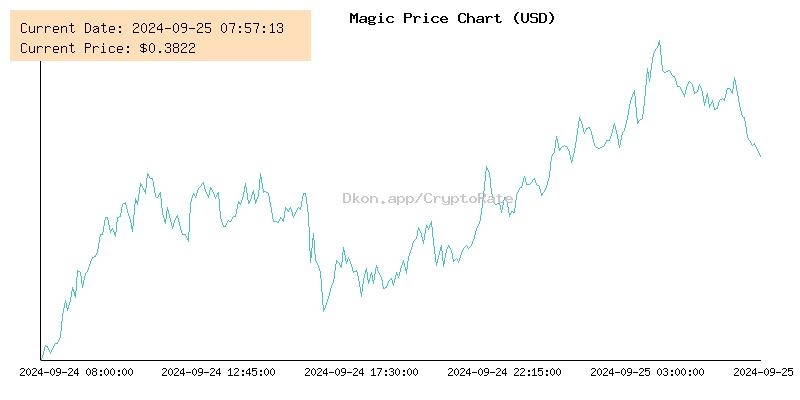 Magic Price Chart (USD)
Current Date: 2024-09-25 07:57:13
Current Price: $0.3822
Dkon.app/CryptoRate
2024-09-24 08:00:00
2024-09-24 12:45:00
2024-09-24 17:30:00
2024-09-24 22:15:00
2024-09-25 03:00:00
2024-09-25